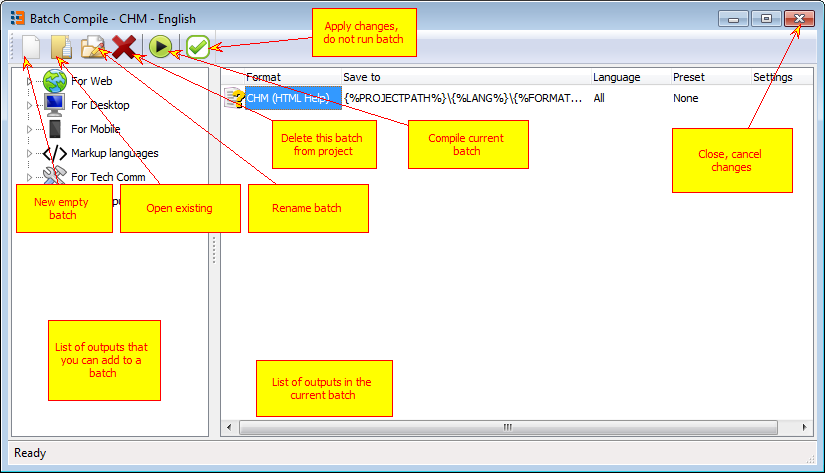 Batch Compile - CHM - English
Apply changes,
do not run batch
For Web
For Desktop
For Mobile
Markup languages
For Tech Comm
Format Save to Language Preset Settings
CHM (HTML Help) {%PROJECTPATH%}\{%LANG%}\{%FORMAT... All None
Delete this batch
from project
Compile current
batch
Close, cancel
changes
New empty
batch
Open existing
Rename batch
List of outputs that
you can add to a
batch
List of outputs in the
current batch
Ready